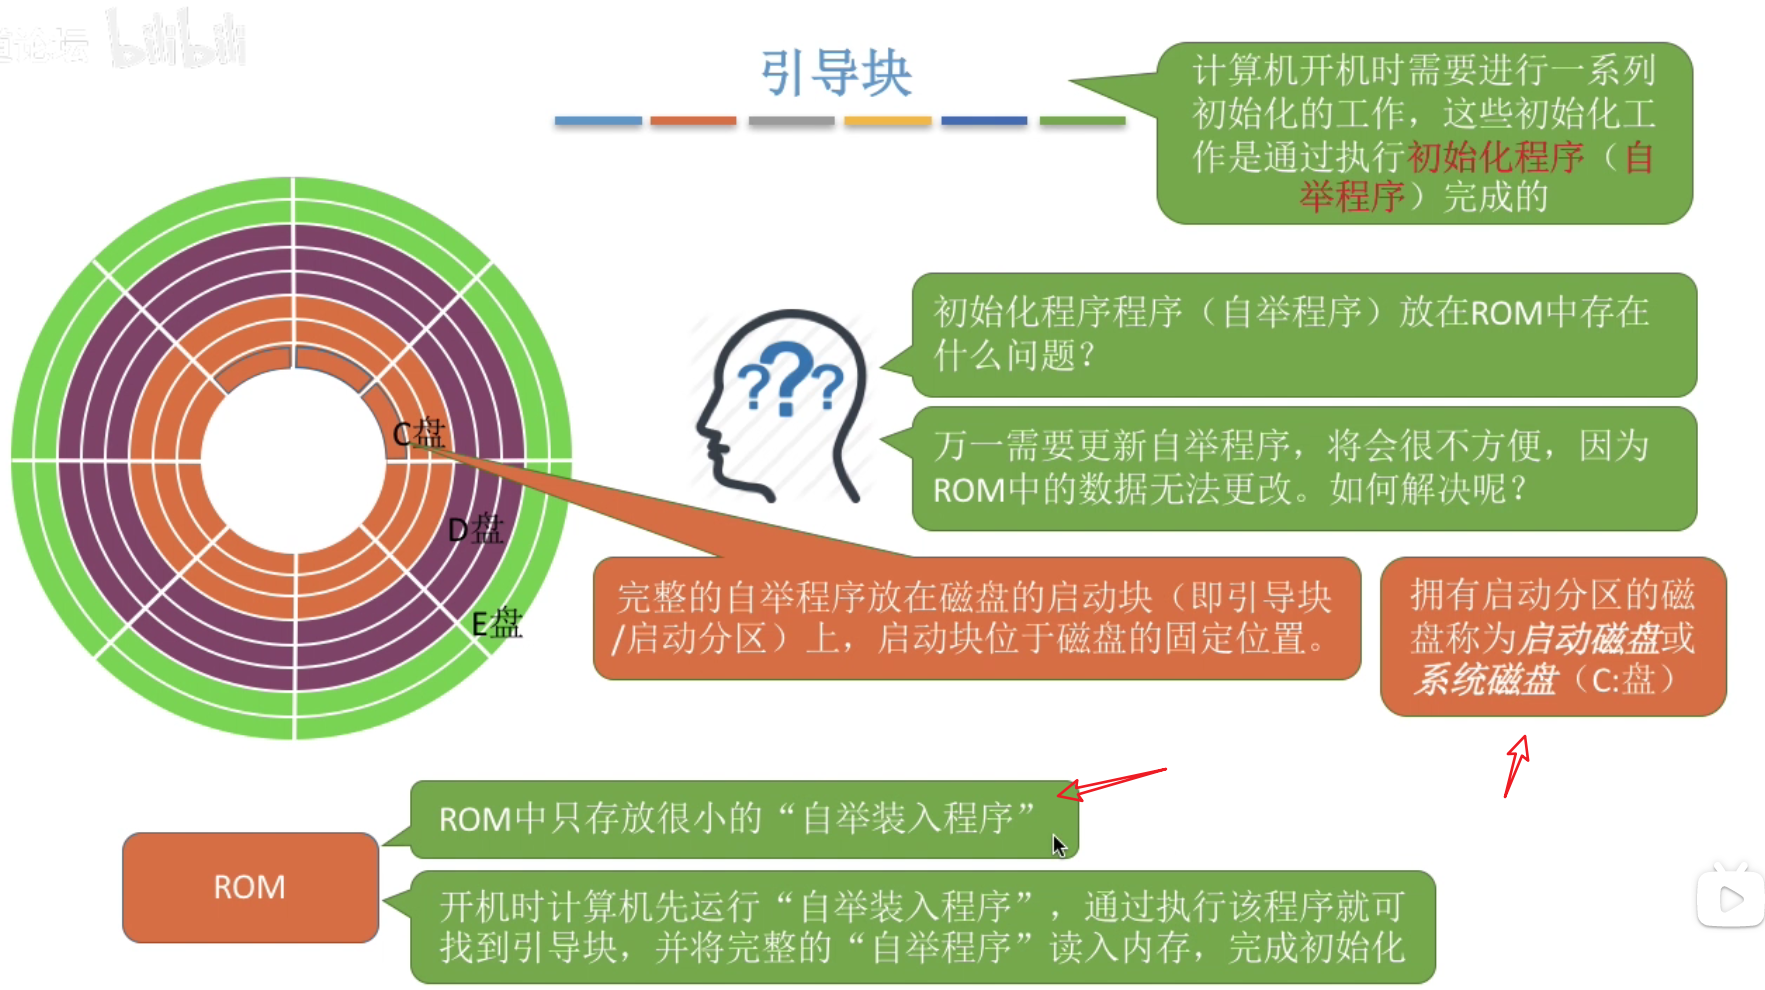 道论坛 bilibili
引导块
计算机开机时需要进行一系列
初始化的工作，这些初始化工
作是通过执行初始化程序（自
举程序）完成的
初始化程序程序（自举程序）放在ROM中存在
什么问题？
万一需要更新自举程序，将会很不方便，因为
ROM中的数据无法更改。如何解决呢？
? ? ?
C盘
D盘
E盘
完整的自举程序放在磁盘的启动块（即引导块
/启动分区）上，启动块位于磁盘的固定位置。
拥有启动分区的磁
盘称为启动磁盘或
系统磁盘（C:盘）
ROM中只存放很小的“自举装入程序”
ROM
开机时计算机先运行“自举装入程序”，通过执行该程序就可
找到引导块，并将完整的“自举程序”读入内存，完成初始化